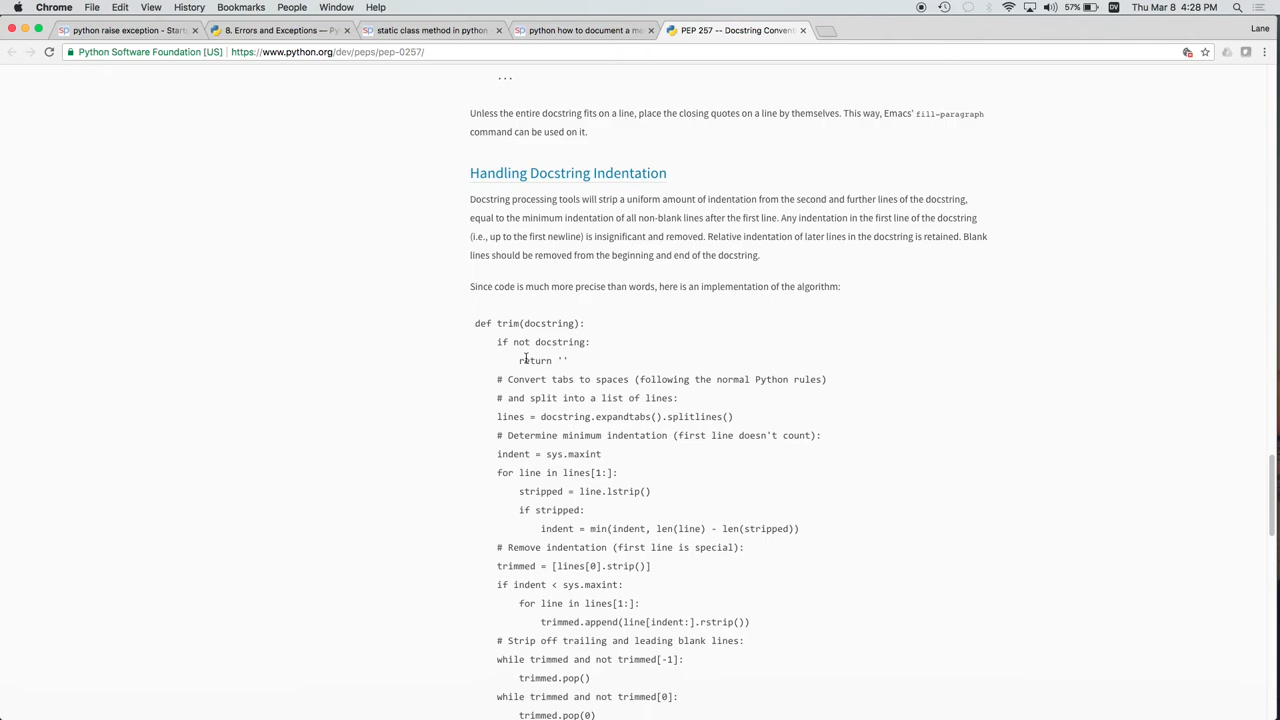 Chrome File Edit View History Bookmarks People Window Help 57% Thu Mar 8 4:28 PM
python raise exception - Starts 8. Errors and Exceptions — Pyt static class method in python python how to document a me PEP 257 -- Docstring Convent Lane
Python Software Foundation [US] | https://www.python.org/dev/peps/pep-0257/
...
Unless the entire docstring fits on a line, place the closing quotes on a line by themselves. This way, Emacs' fill-paragraph
command can be used on it.
Handling Docstring Indentation
Docstring processing tools will strip a uniform amount of indentation from the second and further lines of the docstring,
equal to the minimum indentation of all non-blank lines after the first line. Any indentation in the first line of the docstring
(i.e., up to the first newline) is insignificant and removed. Relative indentation of later lines in the docstring is retained. Blank
lines should be removed from the beginning and end of the docstring.
Since code is much more precise than words, here is an implementation of the algorithm:
def trim(docstring):
if not docstring:
return ''
# Convert tabs to spaces (following the normal Python rules)
# and split into a list of lines:
lines = docstring.expandtabs().splitlines()
# Determine minimum indentation (first line doesn't count):
indent = sys.maxint
for line in lines[1:]:
stripped = line.lstrip()
if stripped:
indent = min(indent, len(line) - len(stripped))
# Remove indentation (first line is special):
trimmed = [lines[0].strip()]
if indent < sys.maxint:
for line in lines[1:]:
trimmed.append(line[indent:].rstrip())
# Strip off trailing and leading blank lines:
while trimmed and not trimmed[-1]:
trimmed.pop()
while trimmed and not trimmed[0]:
trimmed.pop(0)